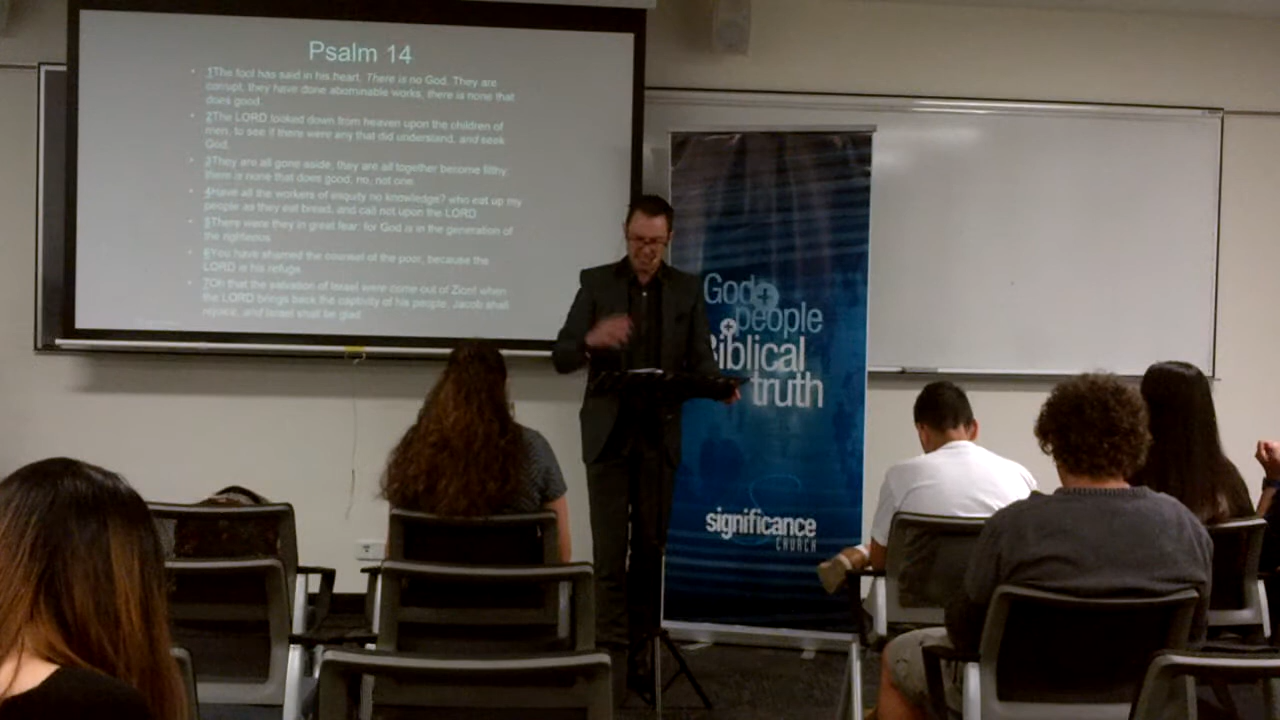 Psalm 14
• 1The fool has said in his heart, There is no God. They are
corrupt, they have done abominable works, there is none that
does good.
• 2The LORD looked down from heaven upon the children of
men, to see if there were any that did understand, and seek
God.
• 3They are all gone aside, they are all together become filthy:
there is none that does good, no, not one.
• 4Have all the workers of iniquity no knowledge? who eat up my
people as they eat bread, and call not upon the LORD
• 5There were they in great fear: for God is in the generation of
the righteous.
• 6You have shamed the counsel of the poor, because the
LORD is his refuge.
• 7Oh that the salvation of Israel were come out of Zion! when
the LORD brings back the captivity of his people, Jacob shall
rejoice, and Israel shall be glad.
God+
people
+Biblical
truth
significance
CHURCH